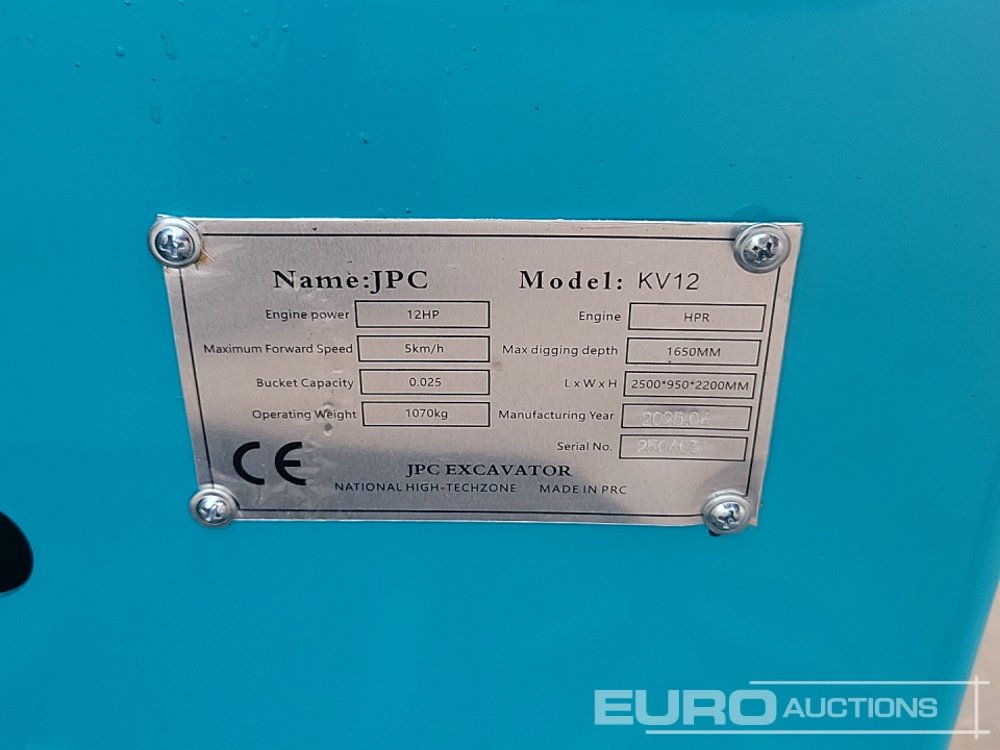 Name:JPC Model: KV12
Engine power 12HP Engine HPR
Maximum Forward Speed 5km/h Max digging depth 1650MM
Bucket Capacity 0.025 L x W x H 2500*950*2200MM
Operating Weight 1070kg Manufacturing Year
Serial No.
CE
JPC EXCAVATOR
NATIONAL HIGH-TECHZONE MADE IN PRC
EURO AUCTIONS